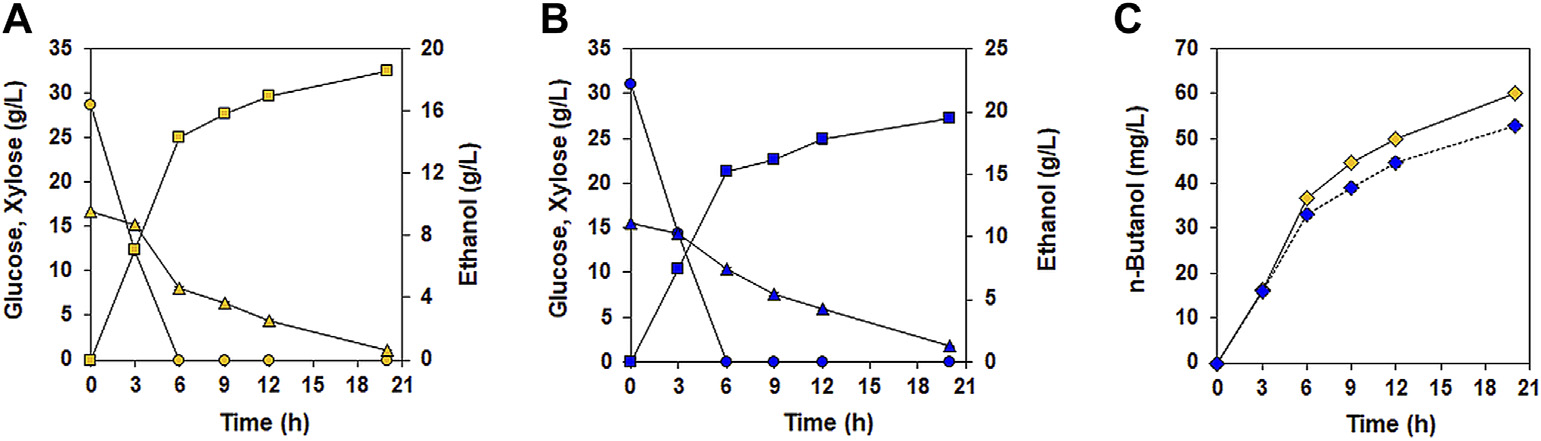 A
35
30
25
20
15
10
5
0
Glucose, Xylose (g/L)
20
16
12
8
4
0
Ethanol (g/L)
0 3 6 9 12 15 18 21
Time (h)
B
35
30
25
20
15
10
5
0
Glucose, Xylose (g/L)
25
20
15
10
5
0
Ethanol (g/L)
0 3 6 9 12 15 18 21
Time (h)
C
70
60
50
40
30
20
10
0
n-Butanol (mg/L)
0 3 6 9 12 15 18 21
Time (h)